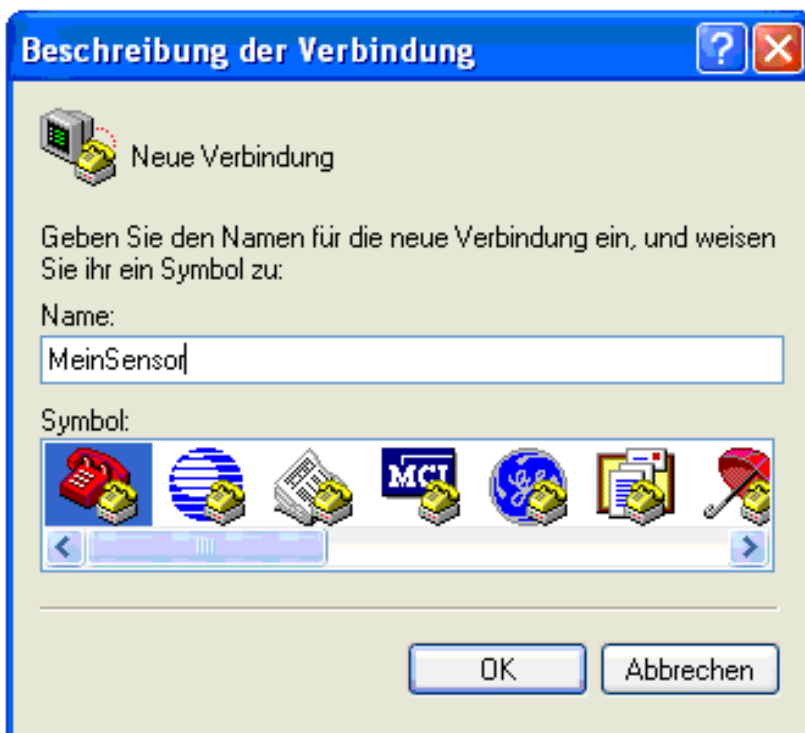 Beschreibung der Verbindung
Neue Verbindung
Geben Sie den Namen für die neue Verbindung ein, und weisen
Sie ihr ein Symbol zu:
Name:
MeinSensor
Symbol:
MCI
OK
Abbrechen